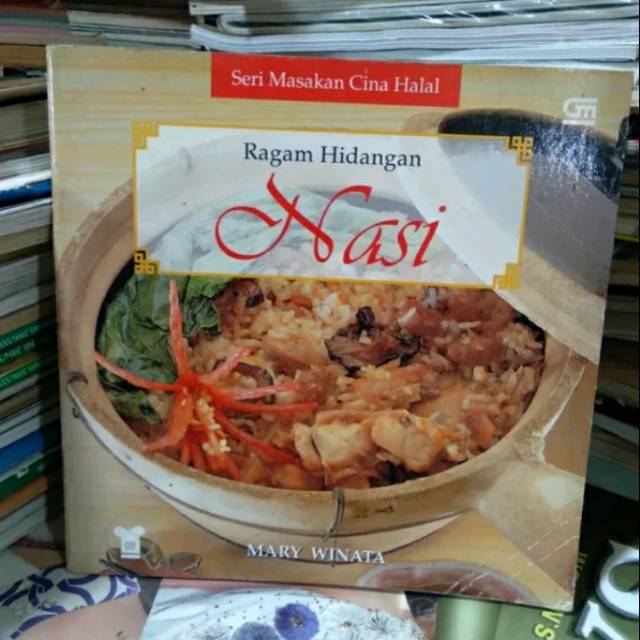 Seri Masakan Cina Halal
Ragam Hidangan
Nasi
MARY WINATA